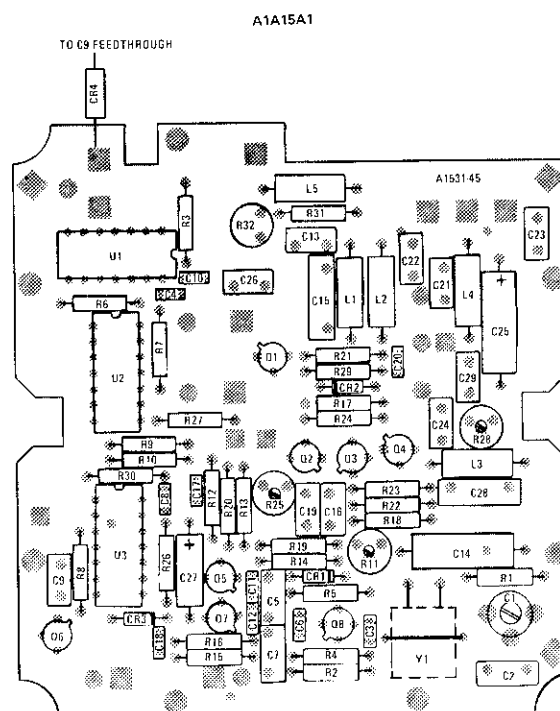 A1A15A1
TO C9 FEEDTHROUGH
CR4
A1531-45
L5
R3
R31
R32
C23
C13
U1
C22
C10
C26
C21
C4
C15
L1
L2
L4
C25
R6
R7
Q1
R21
C20
R29
C29
U2
CR2
R17
C24
R27
R24
R28
R9
Q2
Q3
Q4
R10
L3
R30
C8
C17
R12
R20
R13
R25
C19
C16
R23
C28
R22
R18
U3
R19
R11
C14
R14
C9
R8
R26
C27
Q5
C11
CR1
R1
C5
R5
C1
CR3
Q7
C12
C6
Q8
C3
Q6
C18
R16
R15
C7
R4
R2
Y1
C2